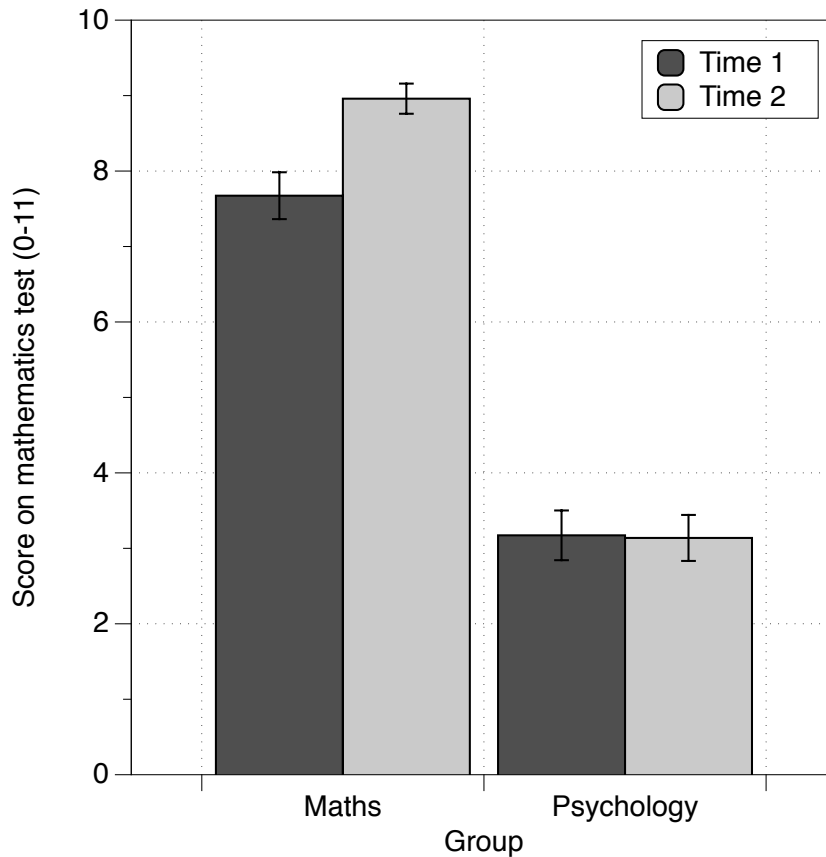 10
8
6
4
2
0
Score on mathematics test (0-11)
Time 1
Time 2
Maths
Psychology
Group